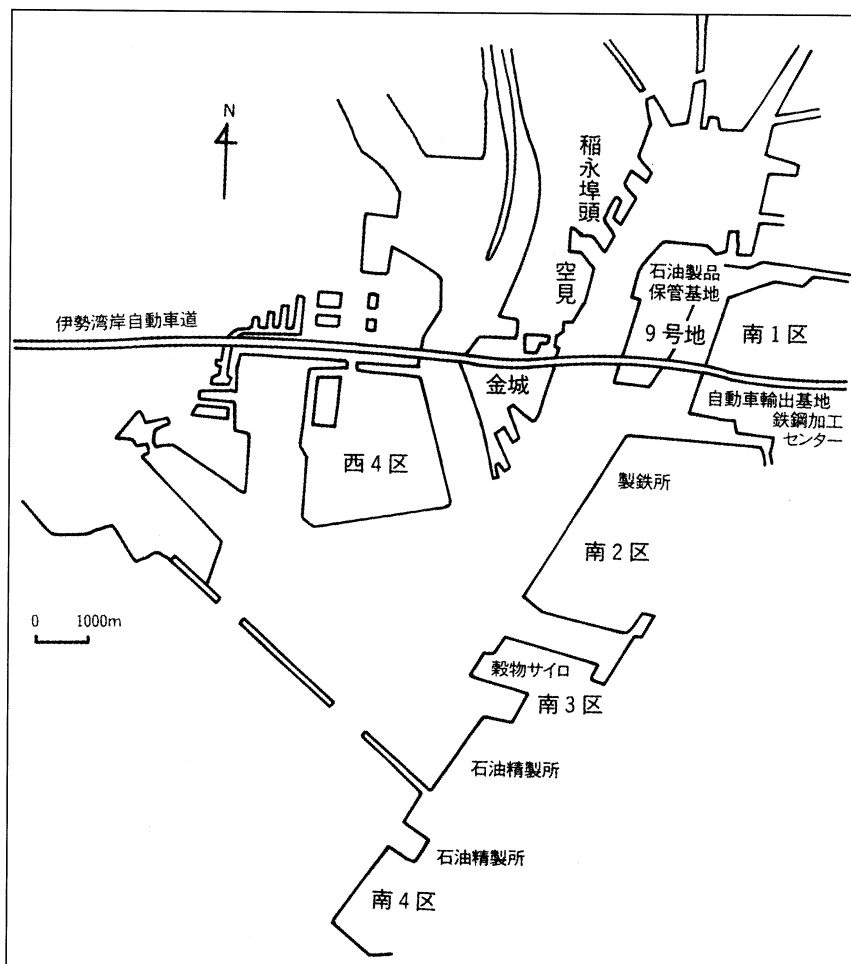 N
稲永埠頭
空見
石油製品
保管基地
9号地
南1区
伊勢湾岸自動車道
金城
自動車輸出基地
鉄鋼加工
センター
西4区
製鉄所
南2区
0 1000m
穀物サイロ
南3区
石油精製所
石油精製所
南4区